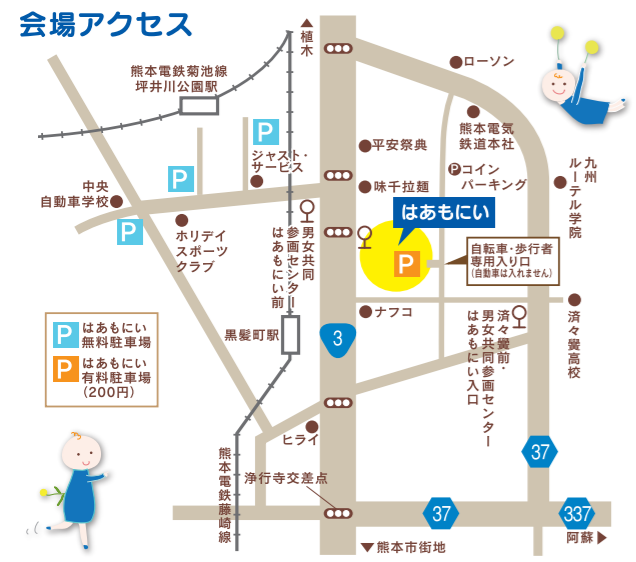 会場アクセス
植木
熊本電鉄菊池線
坪井川公園駅
ローソン
P
ジャスト・
サービス
平安祭典
熊本電気
鉄道本社
P
Pコイン
パーキング
九州
ルーテル学院
中央
自動車学校
味千拉麺
はあもにい
P
ホリデイ
スポーツ
クラブ
男女共同
参画センター
はあもにい前
P
自転車・歩行者
専用入り口
(自動車は入れません)
ナフコ
済々黌前・
男女共同参画センター
はあもにい入口
済々黌高校
P はあもにい
無料駐車場
P はあもにい
有料駐車場
(200円)
黒髪町駅
3
ヒライ
熊本電鉄藤崎線
浄行寺交差点
37
37
337
阿蘇
熊本市街地